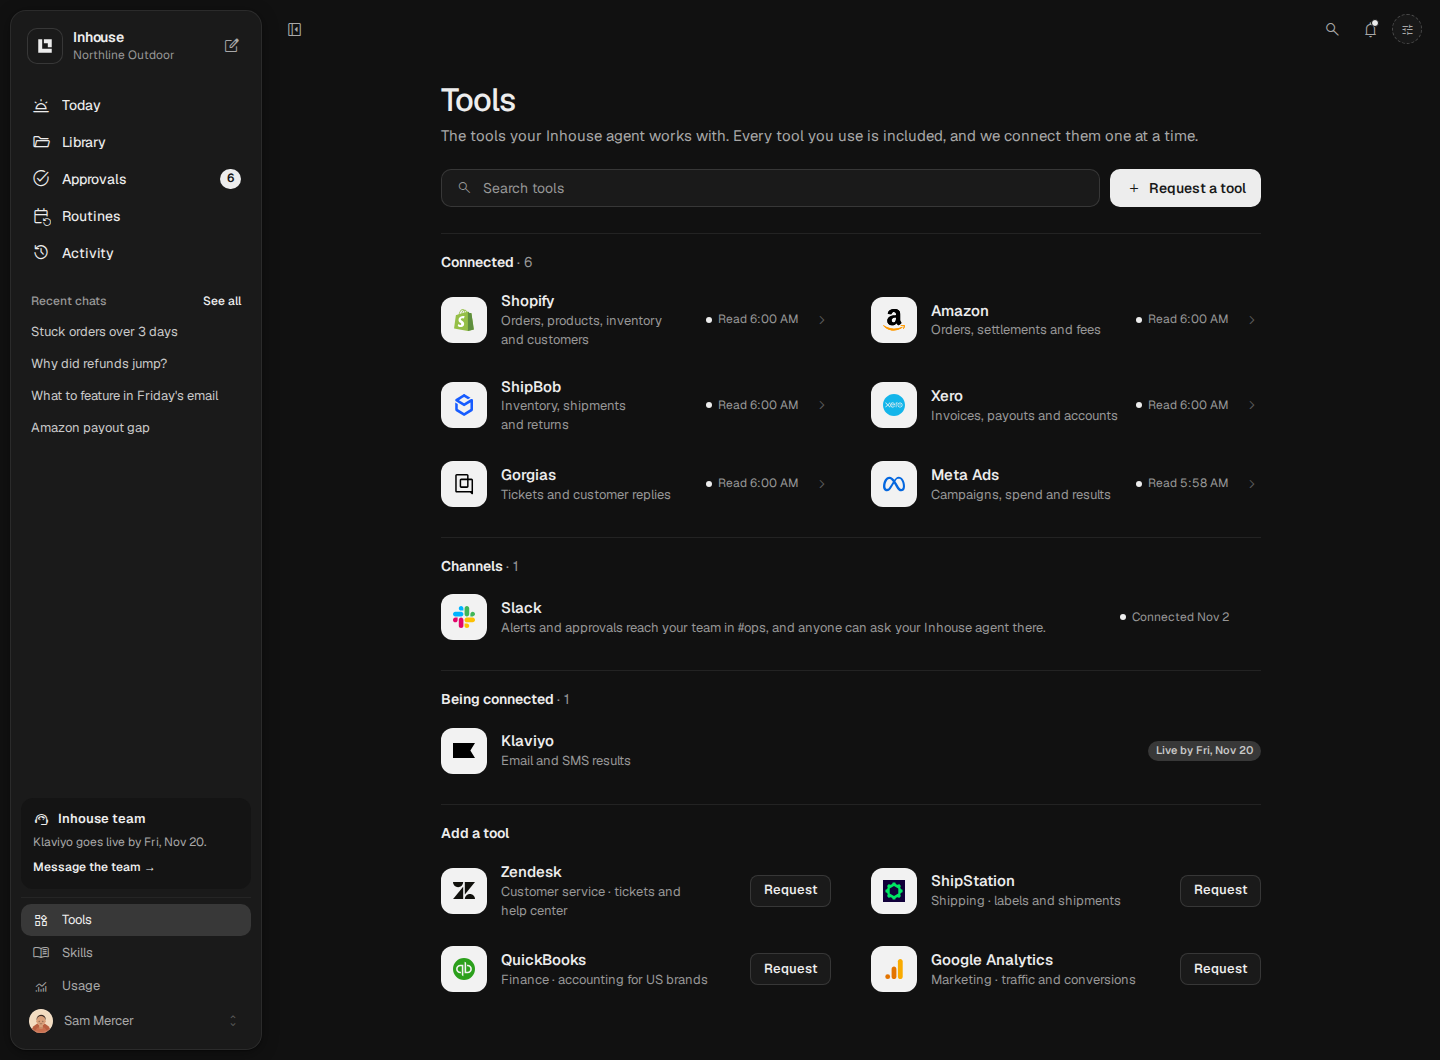 Inhouse
Northline Outdoor
Today
Library
Approvals 6
Routines
Activity
Recent chats See all
Stuck orders over 3 days
Why did refunds jump?
What to feature in Friday's email
Amazon payout gap
Inhouse team
Klaviyo goes live by Fri, Nov 20.
Message the team →
Tools
Skills
Usage
Sam Mercer
Tools
The tools your Inhouse agent works with. Every tool you use is included, and we connect them one at a time.
Search tools
+ Request a tool
Connected · 6
Shopify
Orders, products, inventory
and customers
Read 6:00 AM
Amazon
Orders, settlements and fees
Read 6:00 AM
ShipBob
Inventory, shipments
and returns
Read 6:00 AM
xero
Xero
Invoices, payouts and accounts
Read 6:00 AM
Gorgias
Tickets and customer replies
Read 6:00 AM
Meta Ads
Campaigns, spend and results
Read 5:58 AM
Channels · 1
Slack
Alerts and approvals reach your team in #ops, and anyone can ask your Inhouse agent there.
Connected Nov 2
Being connected · 1
Klaviyo
Email and SMS results
Live by Fri, Nov 20
Add a tool
Zendesk
Customer service · tickets and
help center
Request
ShipStation
Shipping · labels and shipments
Request
qb
QuickBooks
Finance · accounting for US brands
Request
Google Analytics
Marketing · traffic and conversions
Request